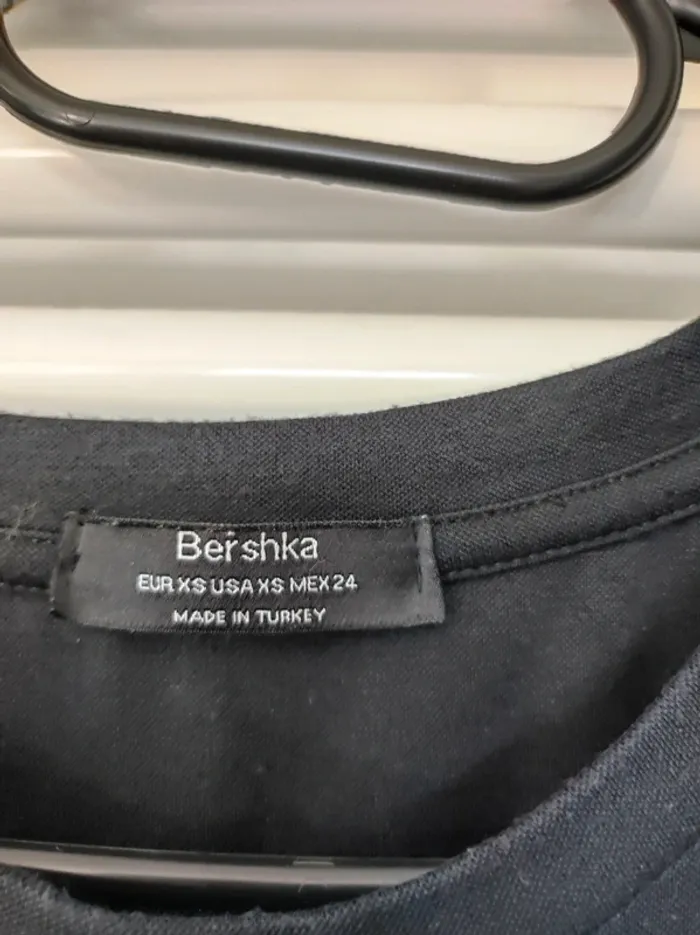 Bershka
EUR XS USA XS MEX 24
MADE IN TURKEY